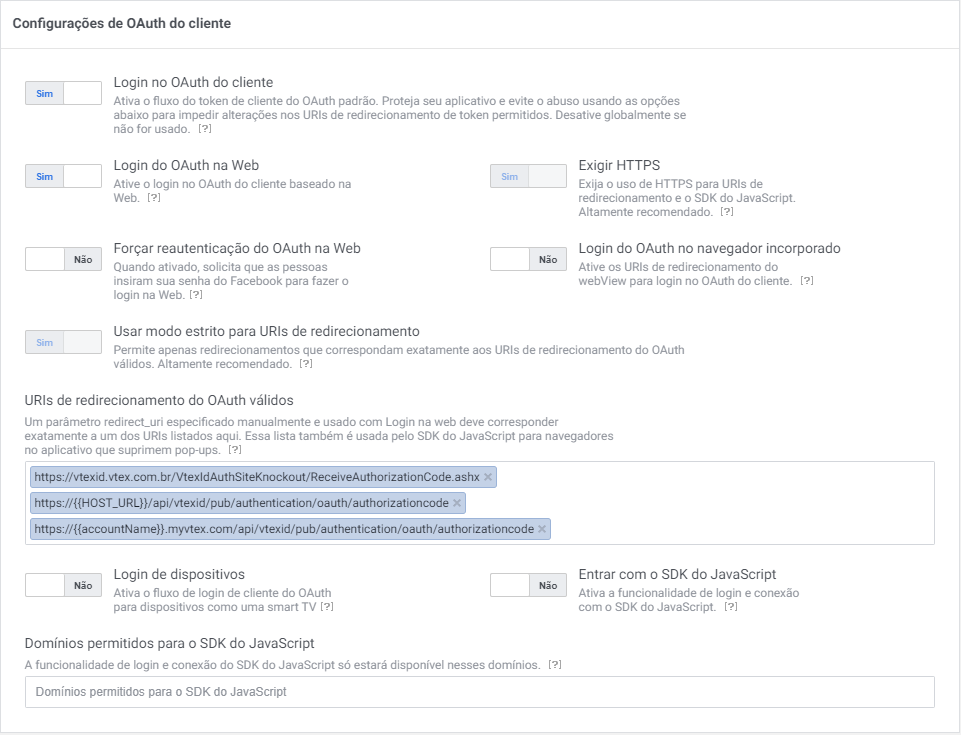 Configurações de OAuth do cliente
Sim
Login no OAuth do cliente
Ativa o fluxo do token de cliente do OAuth padrão. Proteja seu aplicativo e evite o abuso usando as opções
abaixo para impedir alterações nos URIs de redirecionamento de token permitidos. Desative globalmente se
não for usado. [?]
Sim
Login do OAuth na Web
Ative o login no OAuth do cliente baseado na
Web. [?]
Sim
Exigir HTTPS
Exija o uso de HTTPS para URIs de
redirecionamento e o SDK do JavaScript.
Altamente recomendado. [?]
Não
Forçar reautenticação do OAuth na Web
Quando ativado, solicita que as pessoas
insiram sua senha do Facebook para fazer o
login na Web. [?]
Não
Login do OAuth no navegador incorporado
Ative os URIs de redirecionamento do
webView para login no OAuth do cliente. [?]
Sim
Usar modo estrito para URIs de redirecionamento
Permite apenas redirecionamentos que correspondam exatamente aos URIs de redirecionamento do OAuth
válidos. Altamente recomendado. [?]
URIs de redirecionamento do OAuth válidos
Um parâmetro redirect_uri especificado manualmente e usado com Login na web deve corresponder
exatamente a um dos URIs listados aqui. Essa lista também é usada pelo SDK do JavaScript para navegadores
no aplicativo que suprimem pop-ups. [?]
https://vtexid.vtex.com.br/VtexIdAuthSiteKnockout/ReceiveAuthorizationCode.ashx ×
https://{{HOST_URL}}/api/vtexid/pub/authentication/oauth/authorizationcode ×
https://{{accountName}}.myvtex.com/api/vtexid/pub/authentication/oauth/authorizationcode ×
Não
Login de dispositivos
Ativa o fluxo de login de cliente do OAuth
para dispositivos como uma smart TV [?]
Não
Entrar com o SDK do JavaScript
Ativa a funcionalidade de login e conexão
com o SDK do JavaScript. [?]
Domínios permitidos para o SDK do JavaScript
A funcionalidade de login e conexão do SDK do JavaScript só estará disponível nesses domínios. [?]
Domínios permitidos para o SDK do JavaScript